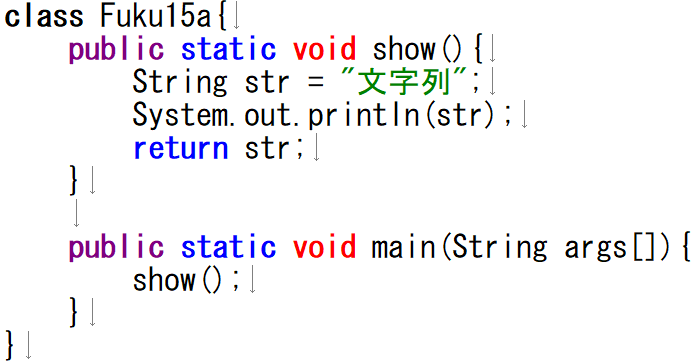 class Fuku15a{↓
    public static void show(){↓
        String str = "文字列";↓
        System.out.println(str);↓
        return str;↓
    }↓
    ↓
    public static void main(String args[]){
        show();↓
    }↓
}↓